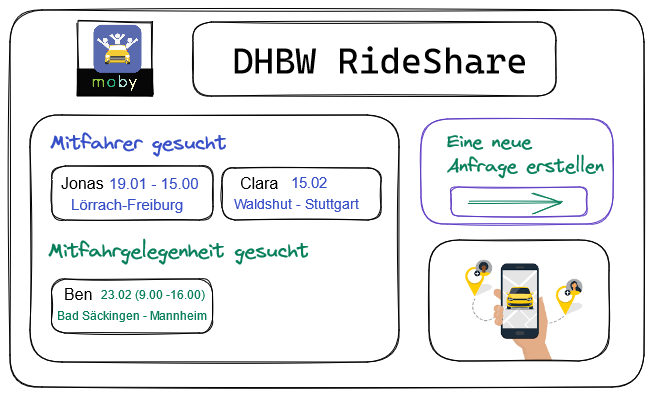 moby
DHBW RideShare
Mitfahrer gesucht
Jonas 19.01 - 15.00
Lörrach-Freiburg
Clara 15.02
Waldshut - Stuttgart
Mitfahrgelegenheit gesucht
Ben 23.02 (9.00 -16.00)
Bad Säckingen - Mannheim
Eine neue
Anfrage erstellen